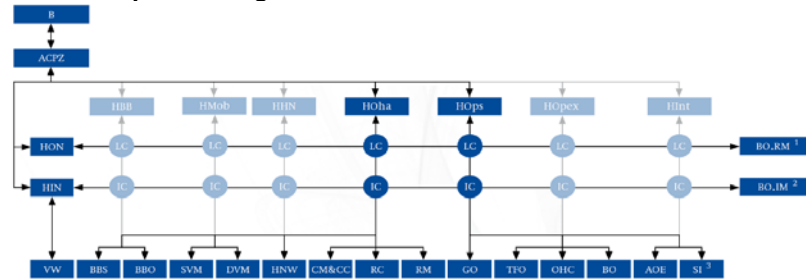 B
ACPZ
HBB HMob HHN HOha HOps HOpex HInt
HON LC LC LC LC LC LC LC BO.RM 1
HIN IC IC IC IC IC IC IC BO.IM 2
VW BBS BBO SVM DVM HNW CM&CC RC RM GO TFO OHC BO AOE SI 3